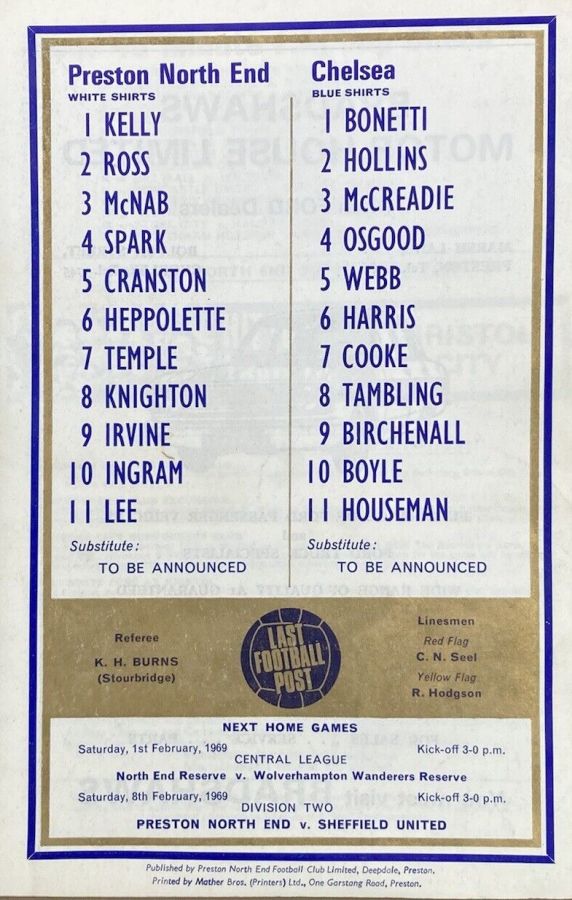 Preston North End
WHITE SHIRTS
1 KELLY
2 ROSS
3 McNAB
4 SPARK
5 CRANSTON
6 HEPPOLETTE
7 TEMPLE
8 KNIGHTON
9 IRVINE
10 INGRAM
11 LEE
Substitute:
TO BE ANNOUNCED
Chelsea
BLUE SHIRTS
1 BONETTI
2 HOLLINS
3 McCREADIE
4 OSGOOD
5 WEBB
6 HARRIS
7 COOKE
8 TAMBLING
9 BIRCHENALL
10 BOYLE
11 HOUSEMAN
Substitute:
TO BE ANNOUNCED
Referee
K. H. BURNS
(Stourbridge)
LAST
FOOTBALL
POST
Linesmen
Red Flag
C. N. Seel
Yellow Flag
R. Hodgson
NEXT HOME GAMES
Saturday, 1st February, 1969 Kick-off 3-0 p.m.
CENTRAL LEAGUE
North End Reserve v. Wolverhampton Wanderers Reserve
Saturday, 8th February, 1969 Kick-off 3-0 p.m.
DIVISION TWO
PRESTON NORTH END v. SHEFFIELD UNITED
Published by Preston North End Football Club Limited, Deepdale, Preston.
Printed by Mather Bros. (Printers) Ltd., One Garstang Road, Preston.